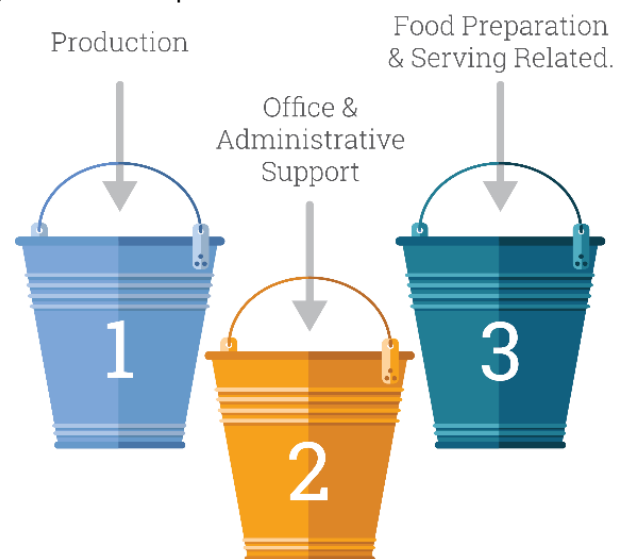 Production
1
Office &
Administrative
Support
2
Food Preparation
& Serving Related.
3